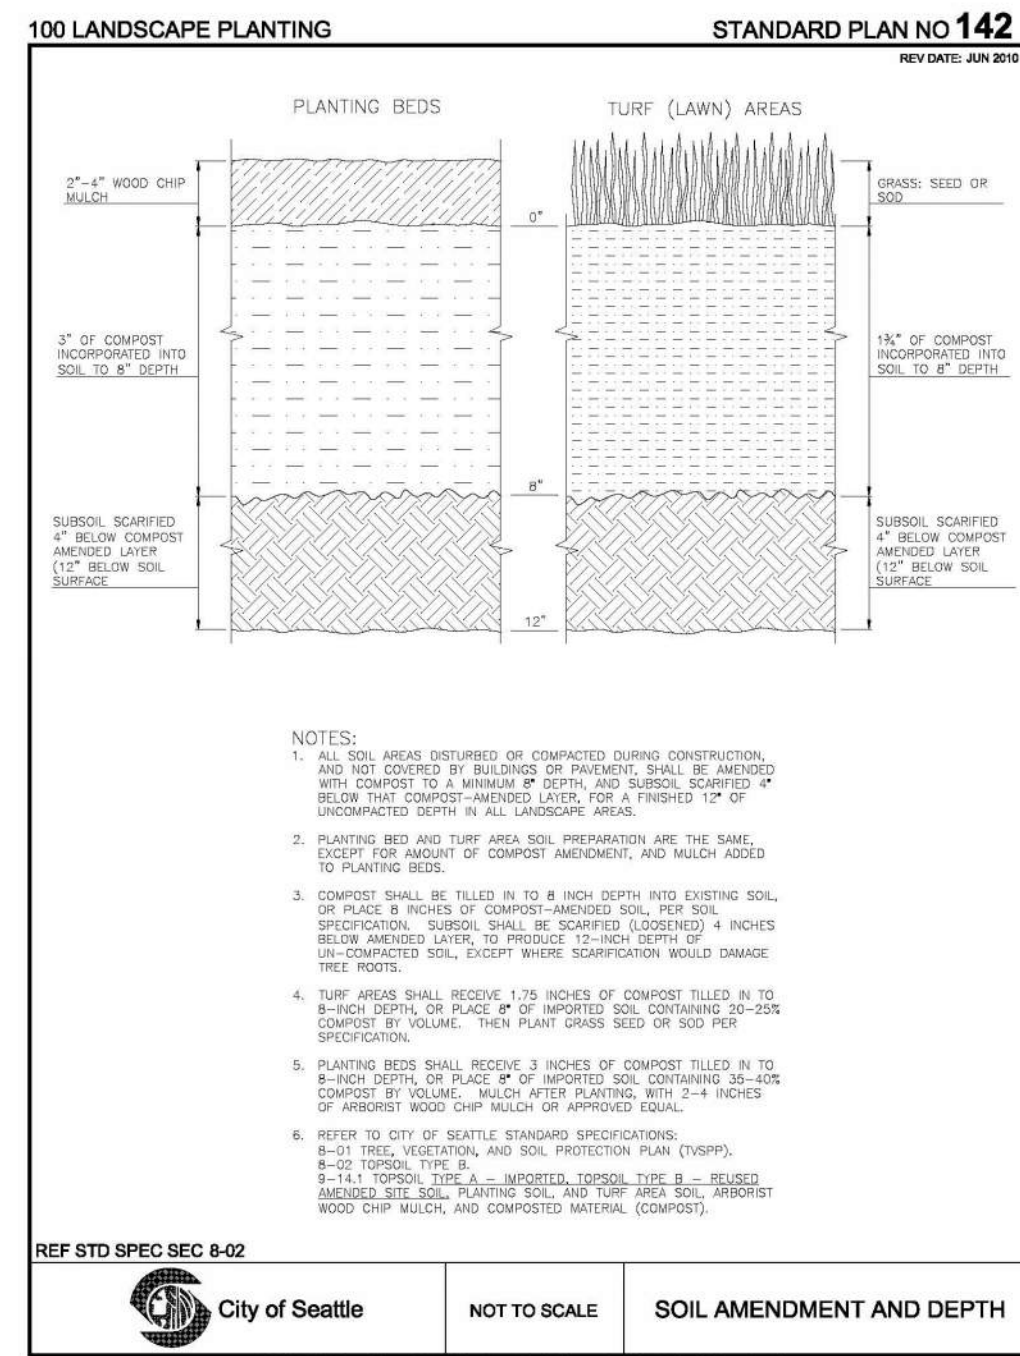 100 LANDSCAPE PLANTING
STANDARD PLAN NO 142
REV DATE: JUN 2010
PLANTING BEDS
TURF (LAWN) AREAS
2"-4" WOOD CHIP
MULCH
0"
GRASS: SEED OR
SOD
3" OF COMPOST
INCORPORATED INTO
SOIL TO 8" DEPTH
1¾" OF COMPOST
INCORPORATED INTO
SOIL TO 8" DEPTH
8"
SUBSOIL SCARIFIED
4" BELOW COMPOST
AMENDED LAYER
(12" BELOW SOIL
SURFACE
SUBSOIL SCARIFIED
4" BELOW COMPOST
AMENDED LAYER
(12" BELOW SOIL
SURFACE
12"
NOTES:
1. ALL SOIL AREAS DISTURBED OR COMPACTED DURING CONSTRUCTION,
AND NOT COVERED BY BUILDINGS OR PAVEMENT, SHALL BE AMENDED
WITH COMPOST TO A MINIMUM 8" DEPTH, AND SUBSOIL SCARIFIED 4"
BELOW THAT COMPOST-AMENDED LAYER, FOR A FINISHED 12" OF
UNCOMPACTED DEPTH IN ALL LANDSCAPE AREAS.
2. PLANTING BED AND TURF AREA SOIL PREPARATION ARE THE SAME,
EXCEPT FOR AMOUNT OF COMPOST AMENDMENT, AND MULCH ADDED
TO PLANTING BEDS.
3. COMPOST SHALL BE TILLED IN TO 8 INCH DEPTH INTO EXISTING SOIL,
OR PLACE 8 INCHES OF COMPOST-AMENDED SOIL, PER SOIL
SPECIFICATION. SUBSOIL SHALL BE SCARIFIED (LOOSENED) 4 INCHES
BELOW AMENDED LAYER, TO PRODUCE 12-INCH DEPTH OF
UN-COMPACTED SOIL, EXCEPT WHERE SCARIFICATION WOULD DAMAGE
TREE ROOTS.
4. TURF AREAS SHALL RECEIVE 1.75 INCHES OF COMPOST TILLED IN TO
8-INCH DEPTH, OR PLACE 8" OF IMPORTED SOIL CONTAINING 20-25%
COMPOST BY VOLUME. THEN PLANT GRASS SEED OR SOD PER
SPECIFICATION.
5. PLANTING BEDS SHALL RECEIVE 3 INCHES OF COMPOST TILLED IN TO
8-INCH DEPTH, OR PLACE 8" OF IMPORTED SOIL CONTAINING 35-40%
COMPOST BY VOLUME. MULCH AFTER PLANTING, WITH 2-4 INCHES
OF ARBORIST WOOD CHIP MULCH OR APPROVED EQUAL.
6. REFER TO CITY OF SEATTLE STANDARD SPECIFICATIONS:
8-01 TREE, VEGETATION, AND SOIL PROTECTION PLAN (TVSPP).
8-02 TOPSOIL TYPE B.
9-14.1 TOPSOIL TYPE A - IMPORTED, TOPSOIL TYPE B - REUSED
AMENDED SITE SOIL, PLANTING SOIL, AND TURF AREA SOIL, ARBORIST
WOOD CHIP MULCH, AND COMPOSTED MATERIAL (COMPOST).
REF STD SPEC SEC 8-02
City of Seattle
NOT TO SCALE
SOIL AMENDMENT AND DEPTH